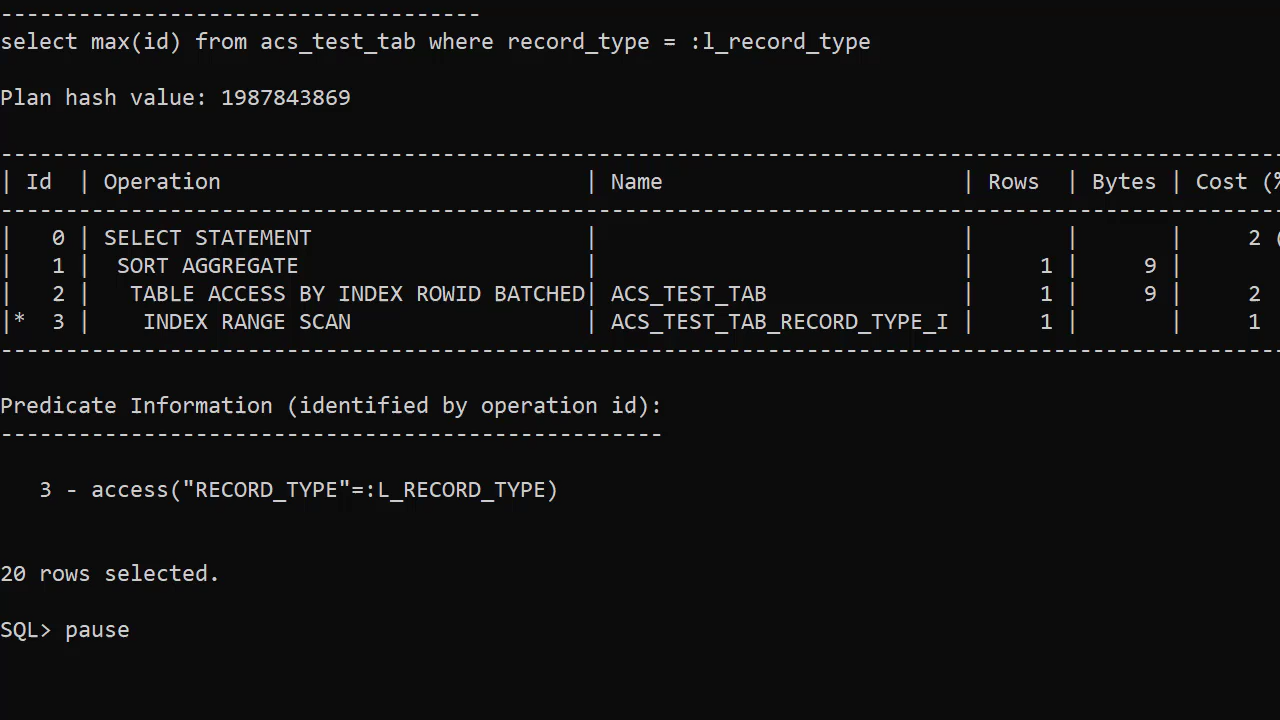 -------------------------------------
select max(id) from acs_test_tab where record_type = :l_record_type
Plan hash value: 1987843869
---------------------------------------------------------------------------------------------------
| Id  | Operation                            | Name                       | Rows  | Bytes | Cost (%
---------------------------------------------------------------------------------------------------
|   0 | SELECT STATEMENT                     |                            |       |       |     2 (
|   1 |  SORT AGGREGATE                      |                            |     1 |     9 |
|   2 |   TABLE ACCESS BY INDEX ROWID BATCHED| ACS_TEST_TAB               |     1 |     9 |     2
|*  3 |    INDEX RANGE SCAN                  | ACS_TEST_TAB_RECORD_TYPE_I |     1 |       |     1
---------------------------------------------------------------------------------------------------
Predicate Information (identified by operation id):
---------------------------------------------------
   3 - access("RECORD_TYPE"=:L_RECORD_TYPE)
20 rows selected.
SQL> pause